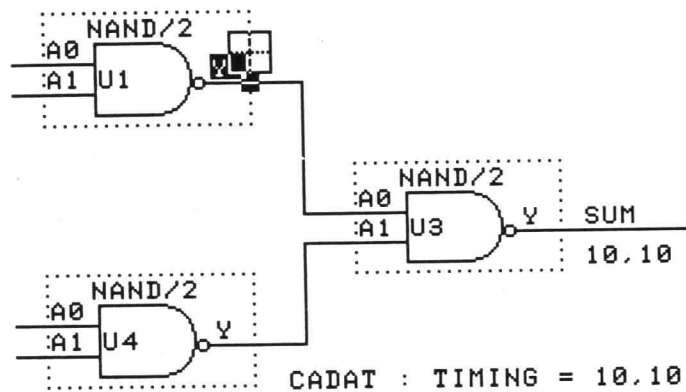 NAND/2
A0
A1 U1 Y
NAND/2
A0
A1 U3 Y SUM
10,10
NAND/2
A0
A1 U4 Y
CADAT : TIMING = 10,10